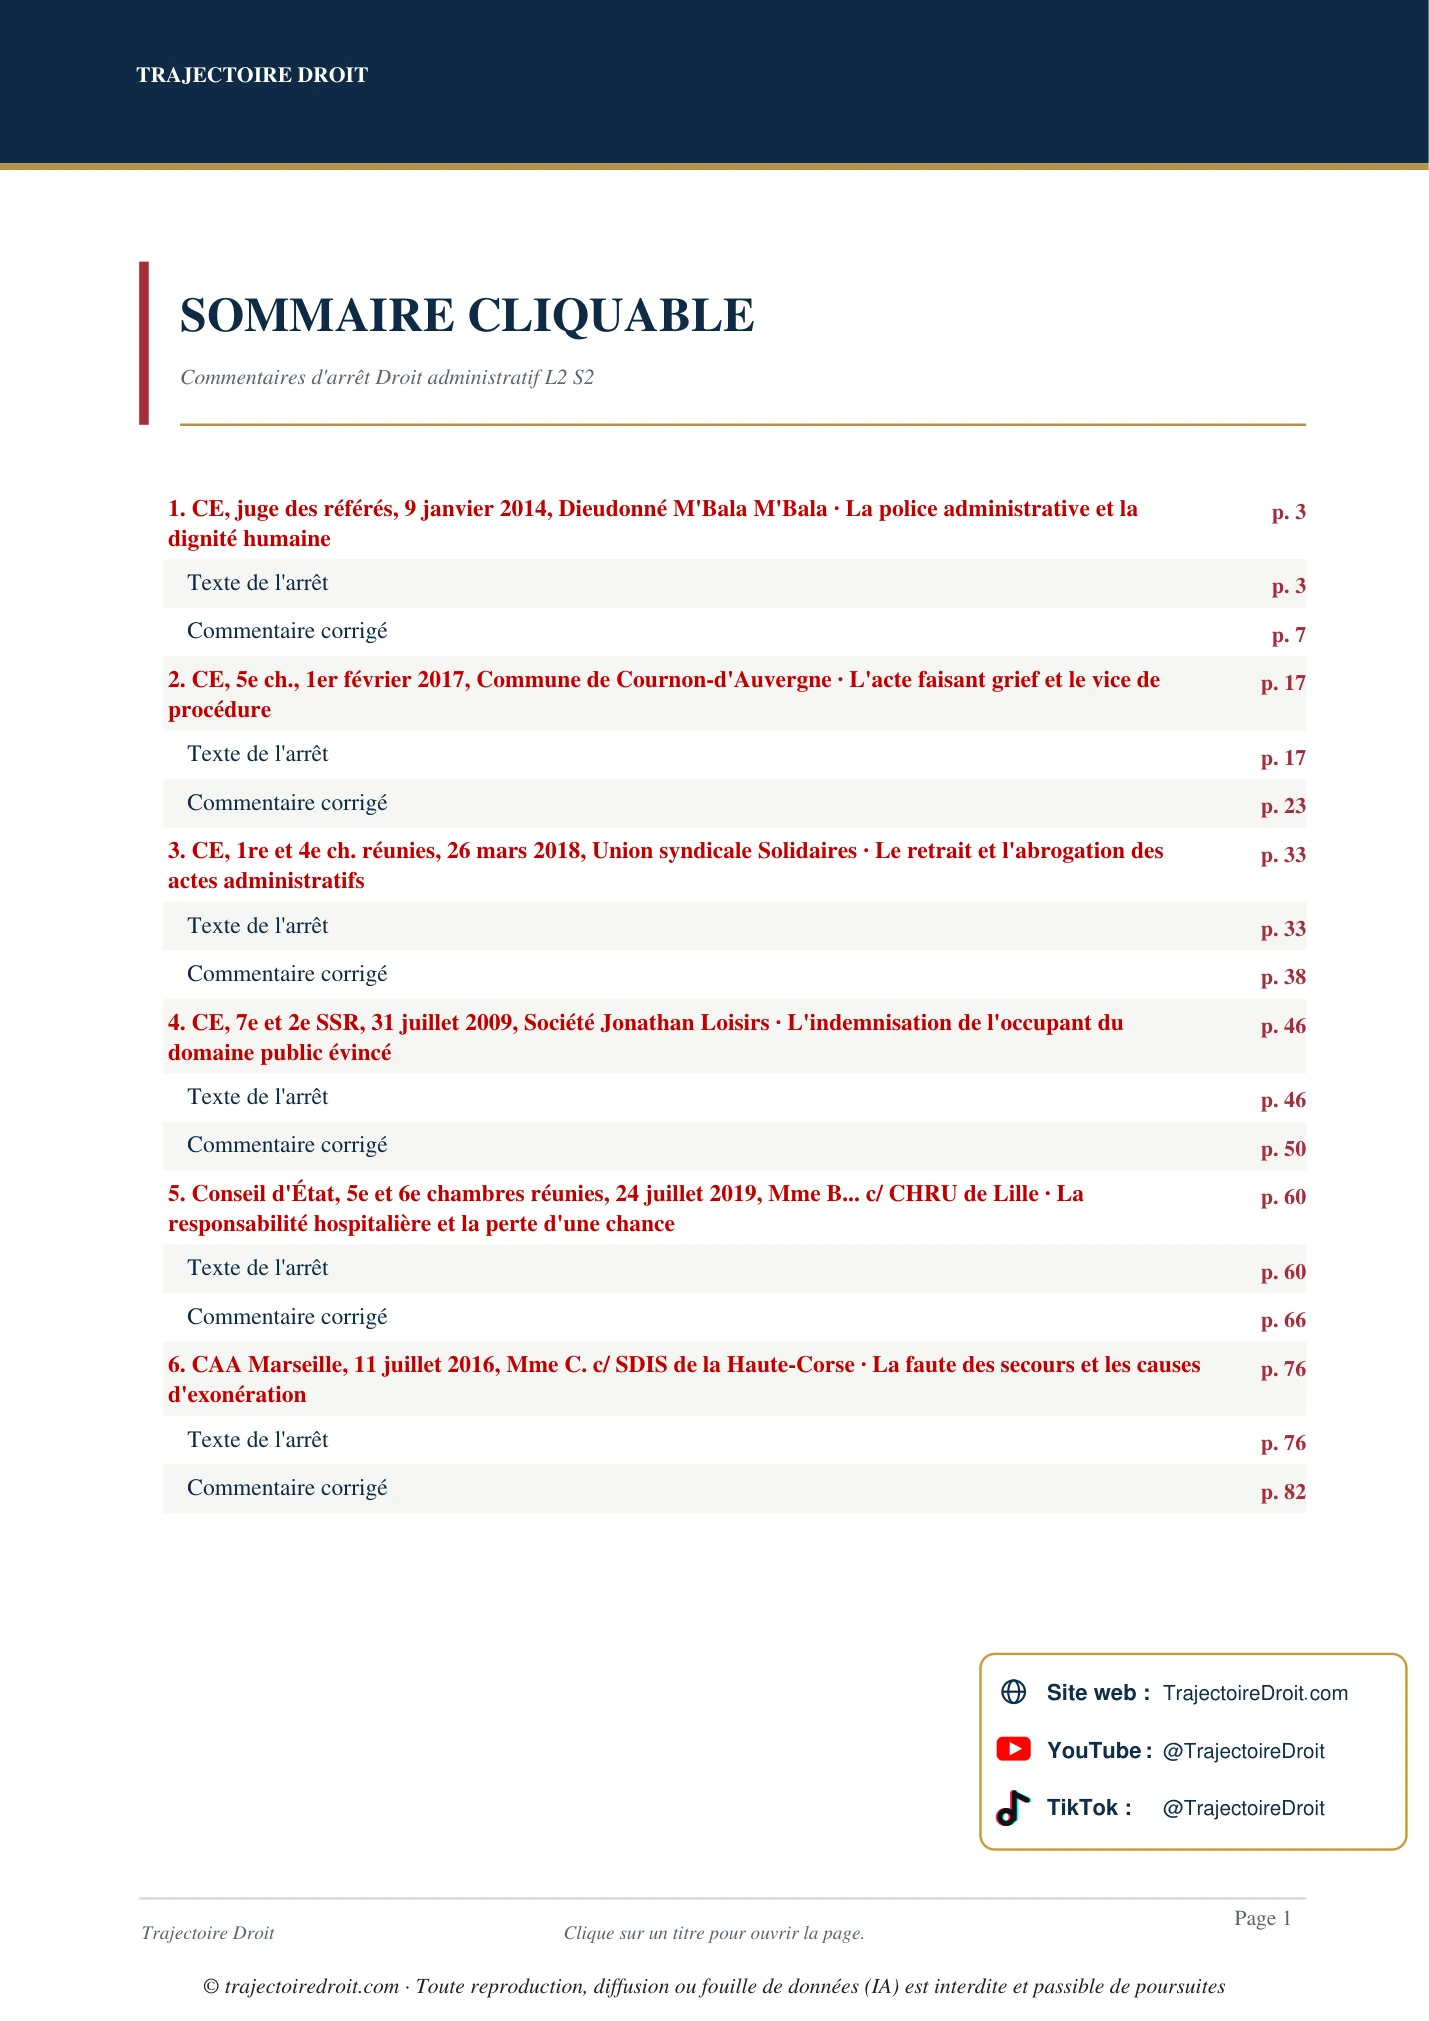 TRAJECTOIRE DROIT
SOMMAIRE CLIQUABLE
Commentaires d'arrêt Droit administratif L2 S2
1. CE, juge des référés, 9 janvier 2014, Dieudonné M'Bala M'Bala · La police administrative et la
dignité humaine
p. 3
Texte de l'arrêt
p. 3
Commentaire corrigé
p. 7
2. CE, 5e ch., 1er février 2017, Commune de Cournon-d'Auvergne · L'acte faisant grief et le vice de
procédure
p. 17
Texte de l'arrêt
p. 17
Commentaire corrigé
p. 23
3. CE, 1re et 4e ch. réunies, 26 mars 2018, Union syndicale Solidaires · Le retrait et l'abrogation des
actes administratifs
p. 33
Texte de l'arrêt
p. 33
Commentaire corrigé
p. 38
4. CE, 7e et 2e SSR, 31 juillet 2009, Société Jonathan Loisirs · L'indemnisation de l'occupant du
domaine public évincé
p. 46
Texte de l'arrêt
p. 46
Commentaire corrigé
p. 50
5. Conseil d'État, 5e et 6e chambres réunies, 24 juillet 2019, Mme B... c/ CHRU de Lille · La
responsabilité hospitalière et la perte d'une chance
p. 60
Texte de l'arrêt
p. 60
Commentaire corrigé
p. 66
6. CAA Marseille, 11 juillet 2016, Mme C. c/ SDIS de la Haute-Corse · La faute des secours et les causes
d'exonération
p. 76
Texte de l'arrêt
p. 76
Commentaire corrigé
p. 82
Site web : TrajectoireDroit.com
YouTube : @TrajectoireDroit
TikTok : @TrajectoireDroit
Page 1
Trajectoire Droit
Clique sur un titre pour ouvrir la page.
© trajectoiredroit.com · Toute reproduction, diffusion ou fouille de données (IA) est interdite et passible de poursuites